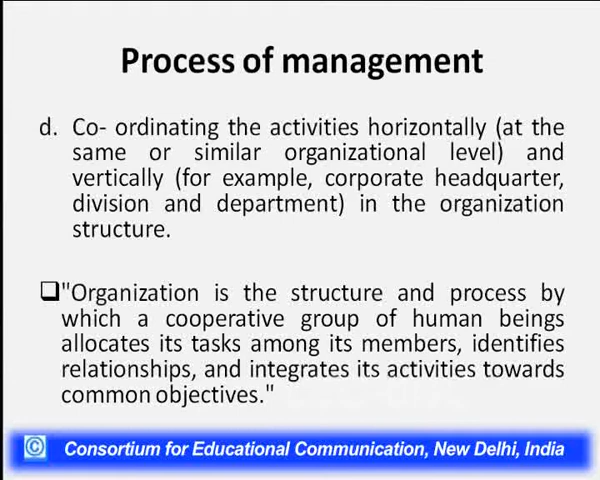 Process of management
d. Co- ordinating the activities horizontally (at the
same or similar organizational level) and
vertically (for example, corporate headquarter,
division and department) in the organization
structure.
"Organization is the structure and process by
which a cooperative group of human beings
allocates its tasks among its members, identifies
relationships, and integrates its activities towards
common objectives."
© Consortium for Educational Communication, New Delhi, India